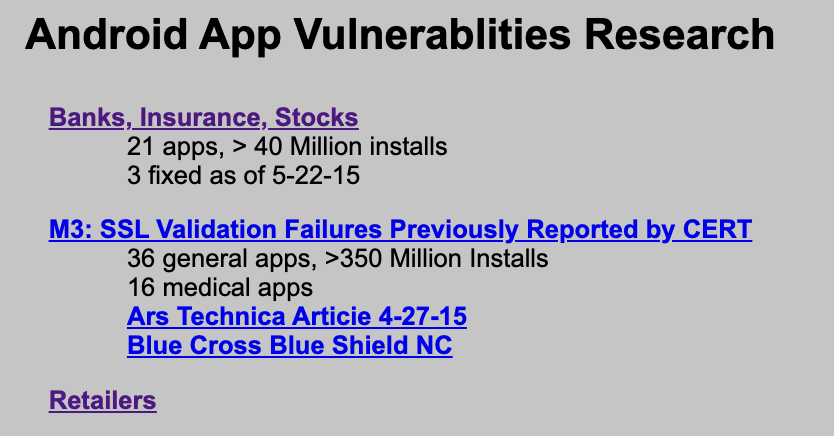 Android App Vulnerablities Research
Banks, Insurance, Stocks
21 apps, > 40 Million installs
3 fixed as of 5-22-15
M3: SSL Validation Failures Previously Reported by CERT
36 general apps, >350 Million Installs
16 medical apps
Ars Technica Articie 4-27-15
Blue Cross Blue Shield NC
Retailers